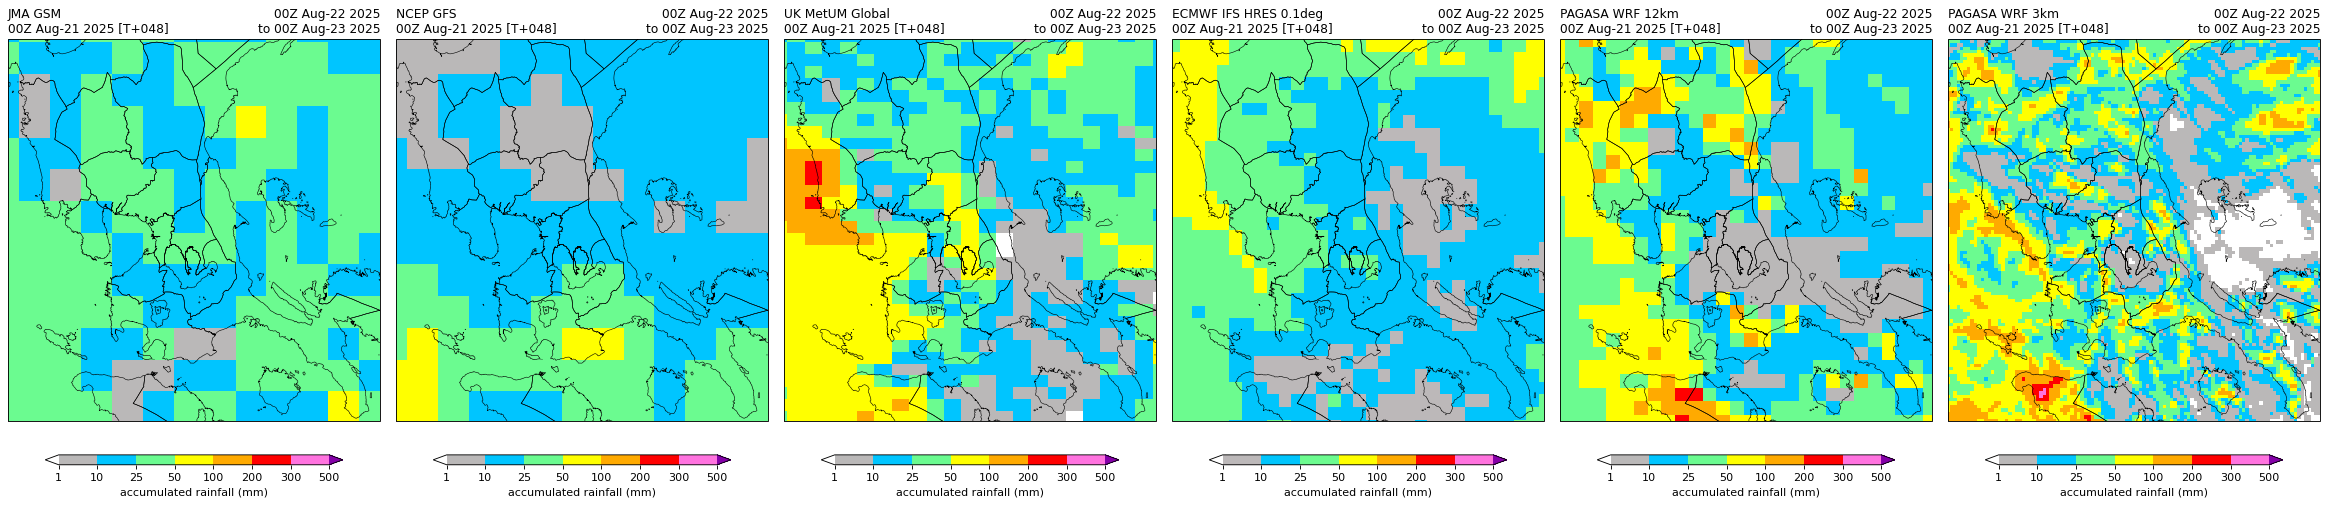 JMA GSM 00Z Aug-22 2025
00Z Aug-21 2025 [T+048] to 00Z Aug-23 2025
1 10 25 50 100 200 300 500
accumulated rainfall (mm)
NCEP GFS 00Z Aug-22 2025
00Z Aug-21 2025 [T+048] to 00Z Aug-23 2025
1 10 25 50 100 200 300 500
accumulated rainfall (mm)
UK MetUM Global 00Z Aug-22 2025
00Z Aug-21 2025 [T+048] to 00Z Aug-23 2025
1 10 25 50 100 200 300 500
accumulated rainfall (mm)
ECMWF IFS HRES 0.1deg 00Z Aug-22 2025
00Z Aug-21 2025 [T+048] to 00Z Aug-23 2025
1 10 25 50 100 200 300 500
accumulated rainfall (mm)
PAGASA WRF 12km 00Z Aug-22 2025
00Z Aug-21 2025 [T+048] to 00Z Aug-23 2025
1 10 25 50 100 200 300 500
accumulated rainfall (mm)
PAGASA WRF 3km 00Z Aug-22 2025
00Z Aug-21 2025 [T+048] to 00Z Aug-23 2025
1 10 25 50 100 200 300 500
accumulated rainfall (mm)